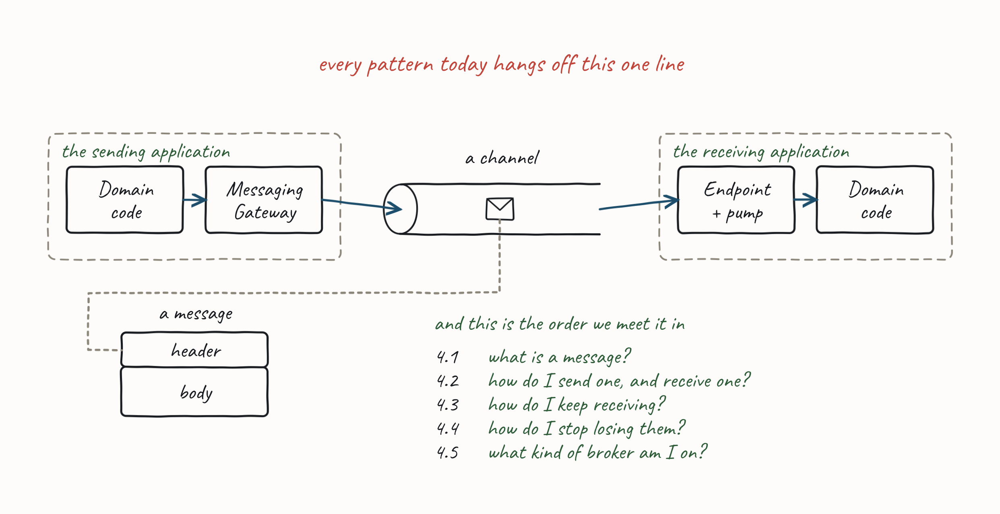 every pattern today hangs off this one line
the sending application
Domain
code
Messaging
Gateway
a channel
the receiving application
Endpoint
+ pump
Domain
code
a message
header
body
and this is the order we meet it in
4.1 what is a message?
4.2 how do I send one, and receive one?
4.3 how do I keep receiving?
4.4 how do I stop losing them?
4.5 what kind of broker am I on?